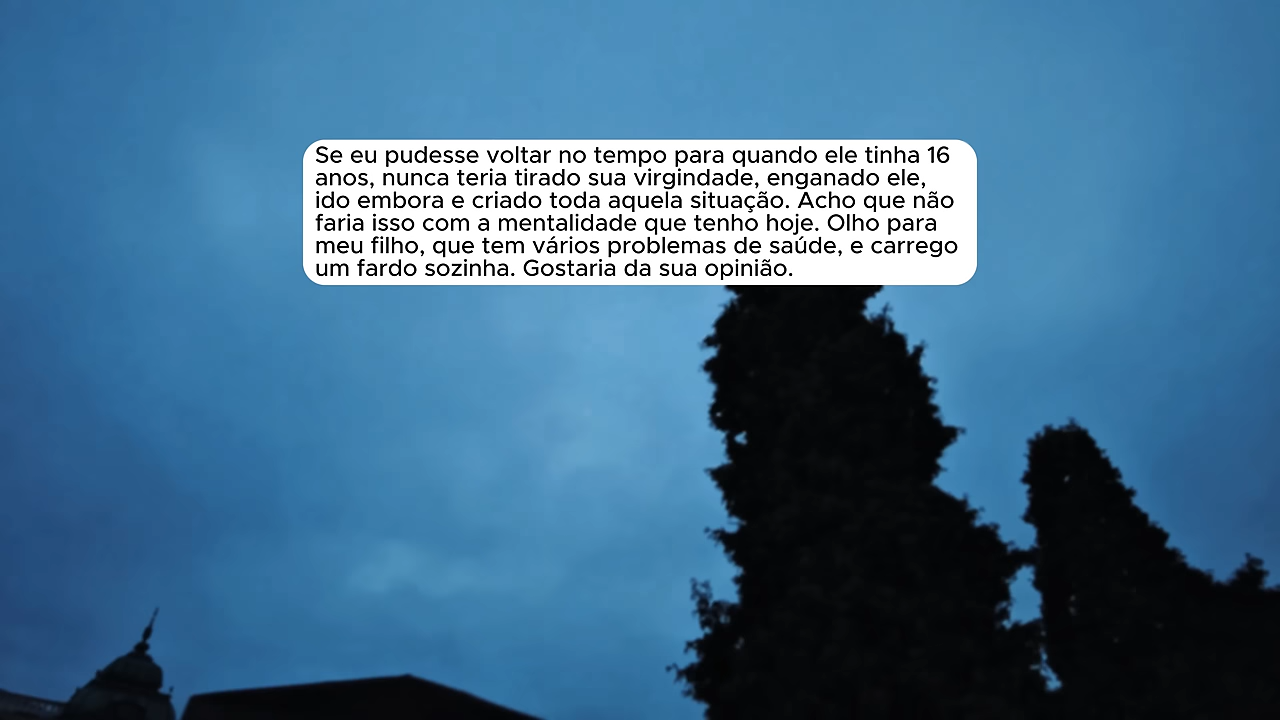 Se eu pudesse voltar no tempo para quando ele tinha 16
anos, nunca teria tirado sua virgindade, enganado ele,
ido embora e criado toda aquela situação. Acho que não
faria isso com a mentalidade que tenho hoje. Olho para
meu filho, que tem vários problemas de saúde, e carrego
um fardo sozinha. Gostaria da sua opinião.